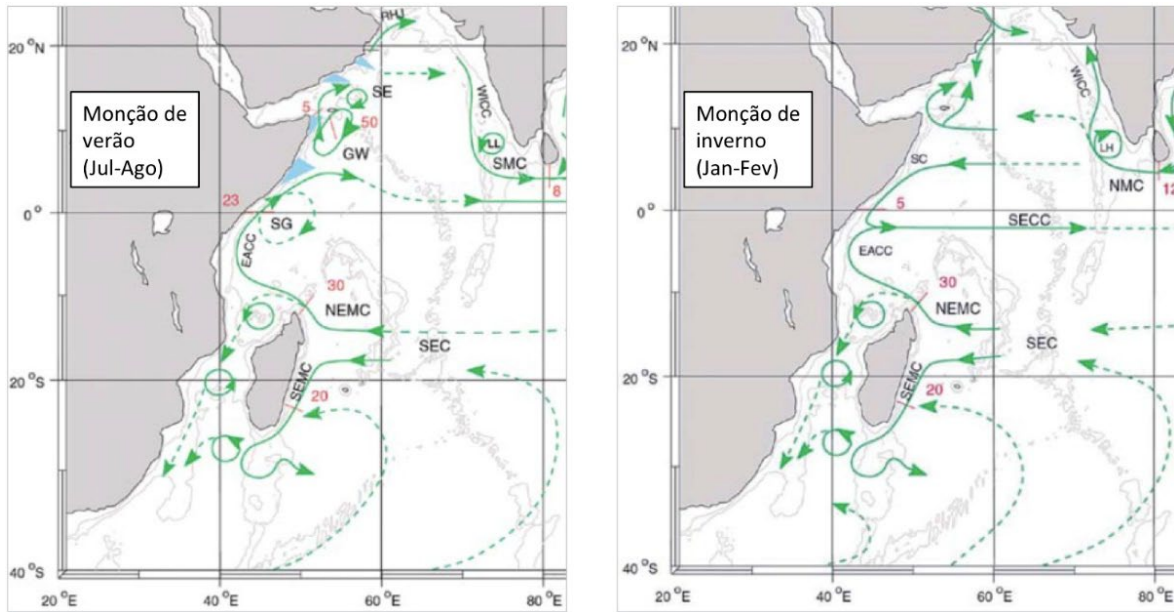 RHJ
20 °N
SE
5
50
GW
Monção de
verão
(Jul-Ago)
WICC
LL
SMC
8
23
0°
SG
EACC
30
NEMC
SEC
20 °S
SEMC
20
40 °S
20 °E
40 °E
60 °E
80 °E
20 °N
Monção de
inverno
(Jan-Fev)
WICC
LH
SC
NMC
12
5
0°
SECC
EACC
30
NEMC
SEC
20 °S
SEMC
20
40 °S
20 °E
40 °E
60 °E
80 °E